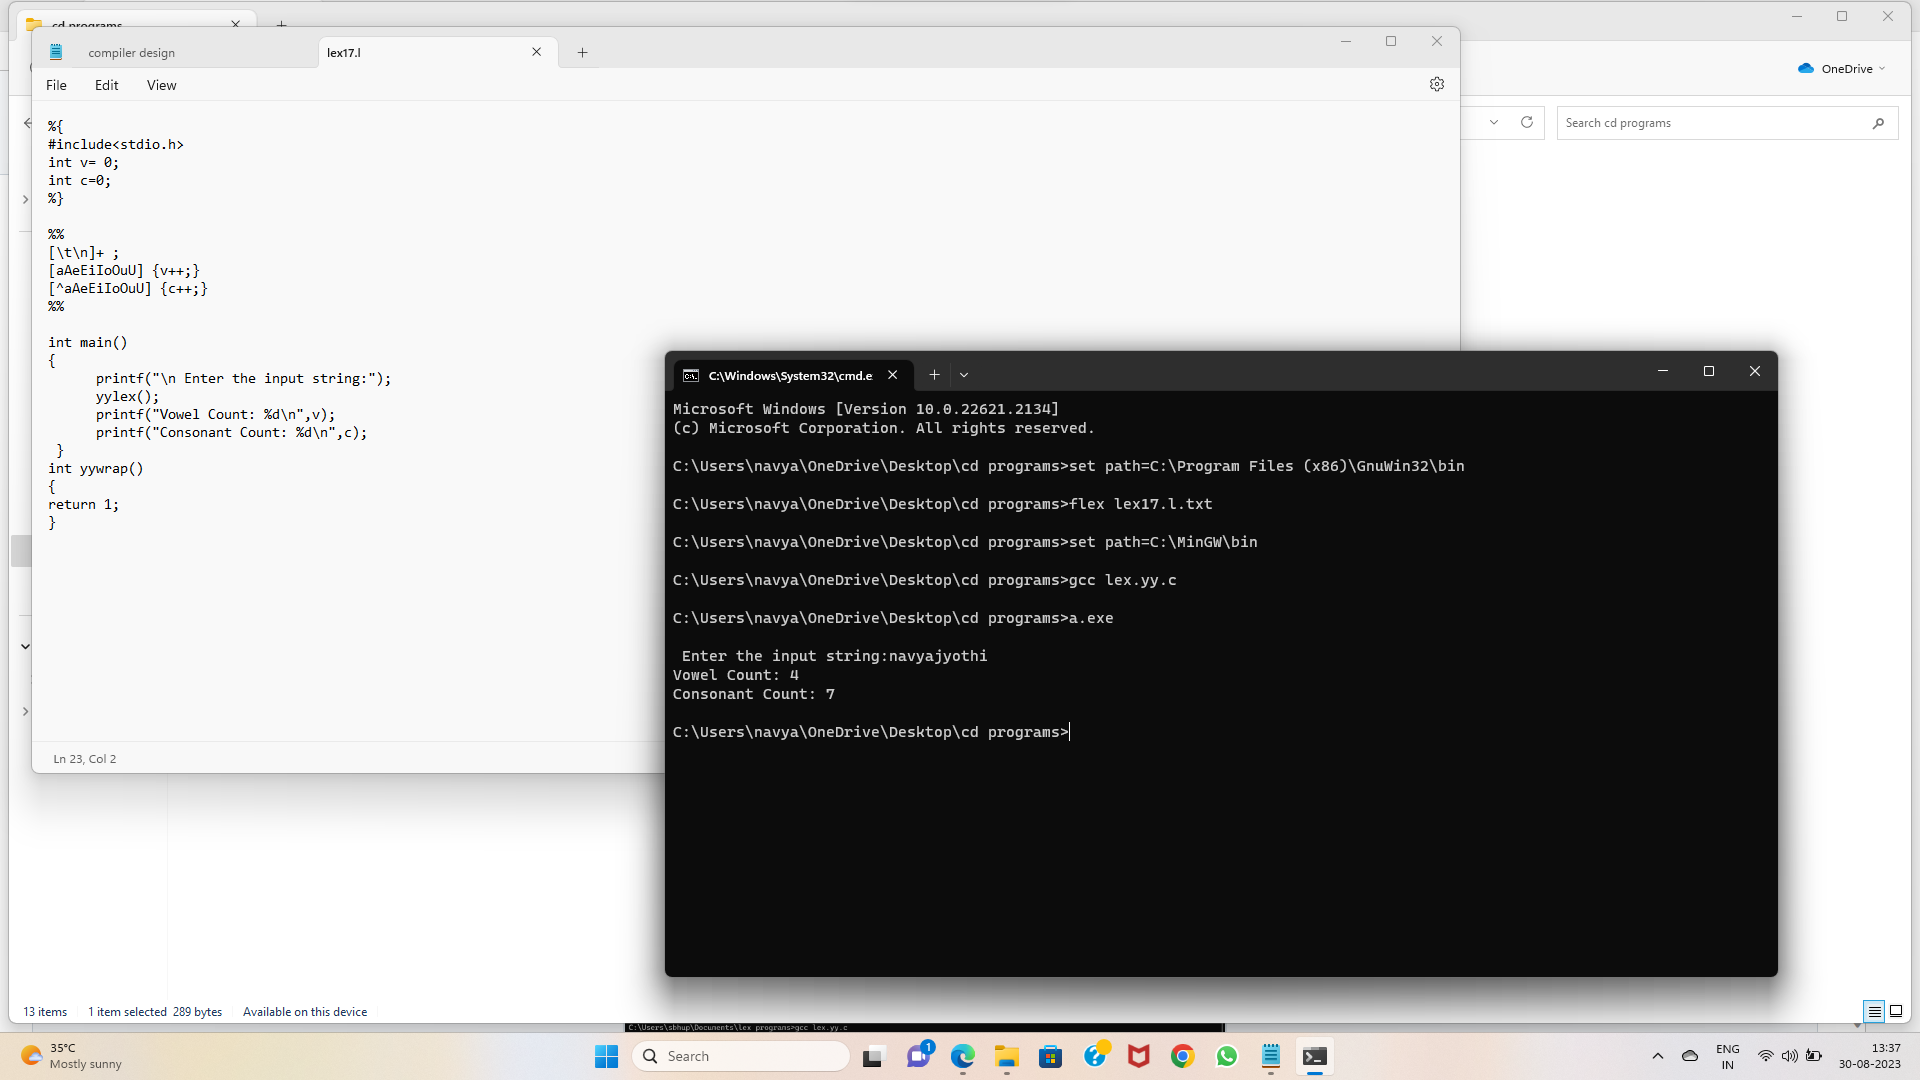 cd programs
compiler design
lex17.l
File Edit View
OneDrive
Search cd programs
%{
#include<stdio.h>
int v= 0;
int c=0;
%}
%%
[\t\n]+ ;
[aAeEiIoOuU] {v++;}
[^aAeEiIoOuU] {c++;}
%%
int main()
{
printf("\n Enter the input string:");
yylex();
printf("Vowel Count: %d\n",v);
printf("Consonant Count: %d\n",c);
}
int yywrap()
{
return 1;
}
Ln 23, Col 2
C:\Windows\System32\cmd.e
Microsoft Windows [Version 10.0.22621.2134]
(c) Microsoft Corporation. All rights reserved.
C:\Users\navya\OneDrive\Desktop\cd programs>set path=C:\Program Files (x86)\GnuWin32\bin
C:\Users\navya\OneDrive\Desktop\cd programs>flex lex17.l.txt
C:\Users\navya\OneDrive\Desktop\cd programs>set path=C:\MinGW\bin
C:\Users\navya\OneDrive\Desktop\cd programs>gcc lex.yy.c
C:\Users\navya\OneDrive\Desktop\cd programs>a.exe
Enter the input string:navyajyothi
Vowel Count: 4
Consonant Count: 7
C:\Users\navya\OneDrive\Desktop\cd programs>
13 items 1 item selected 289 bytes Available on this device
C:\Users\sbhup\Documents\lex programs>gcc lex.yy.c
35°C
Mostly sunny
Search
1
ENG
IN
13:37
30-08-2023